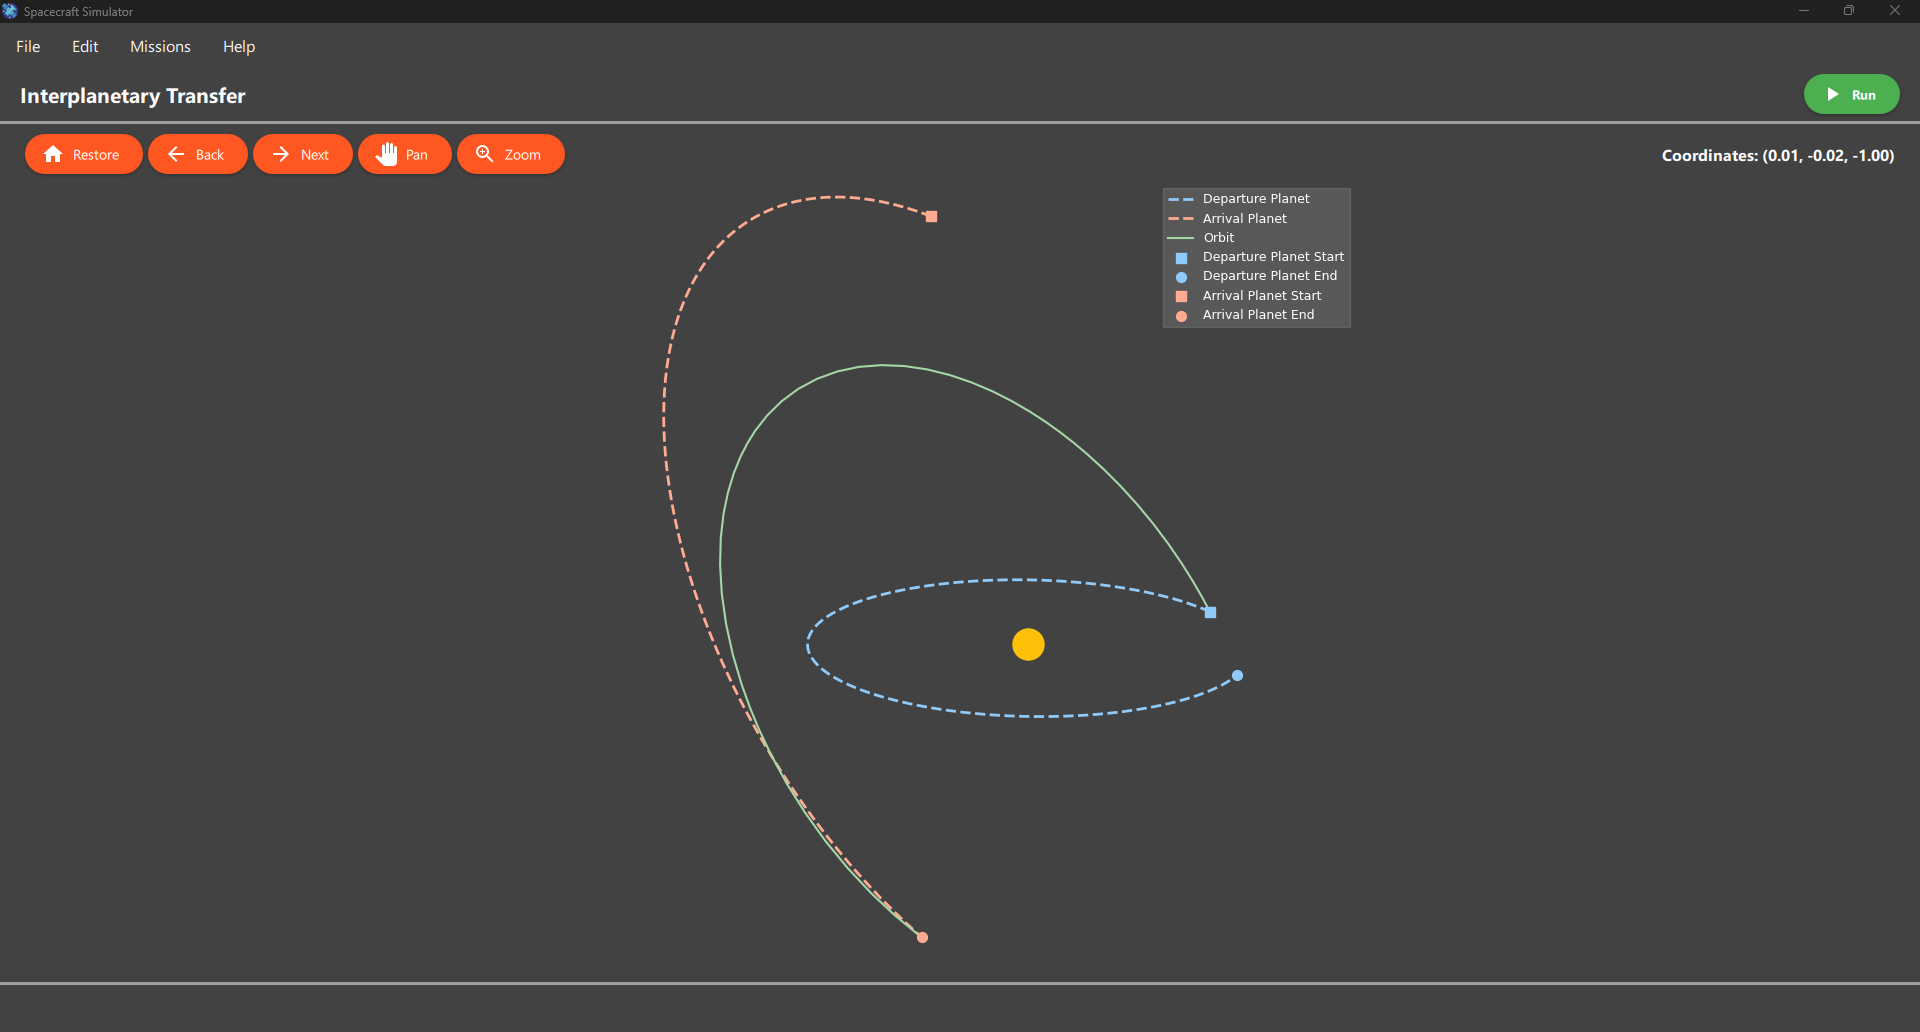 Spacecraft Simulator
File Edit Missions Help
Interplanetary Transfer
Run
Restore Back Next Pan Zoom
Coordinates: (0.01, -0.02, -1.00)
Departure Planet
Arrival Planet
Orbit
Departure Planet Start
Departure Planet End
Arrival Planet Start
Arrival Planet End